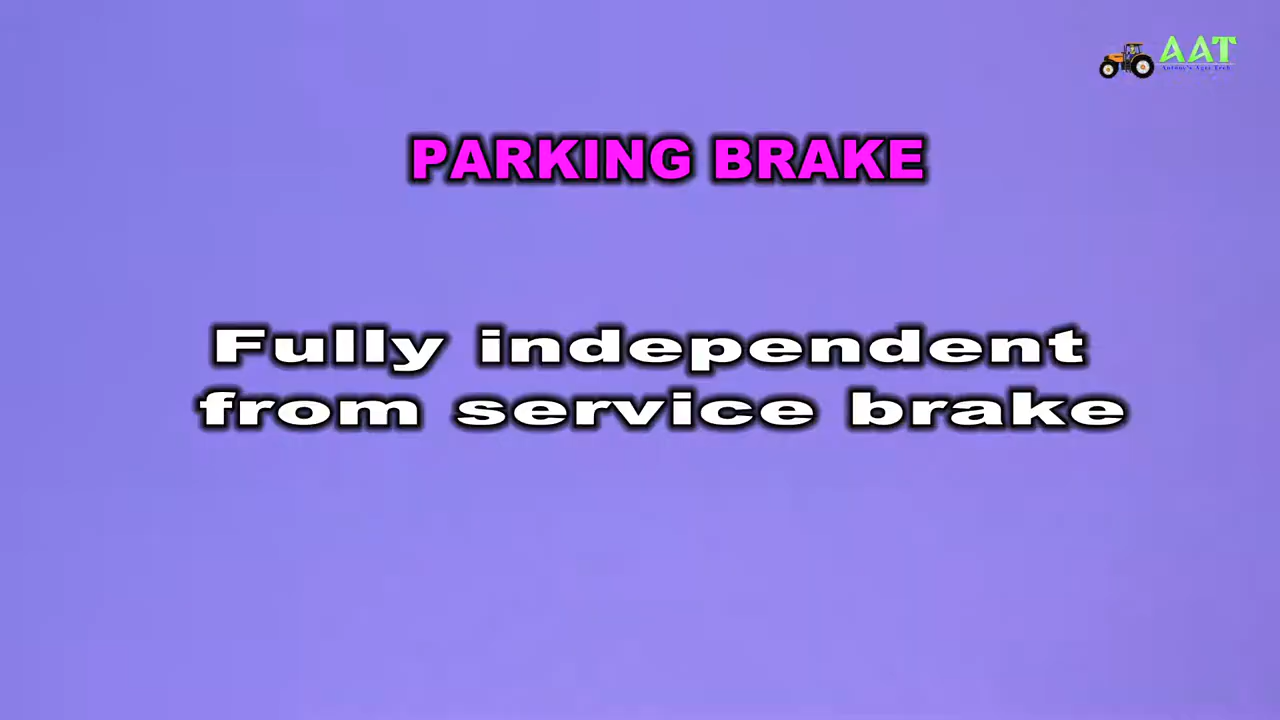 AAT
PARKING BRAKE
Fully independent
from service brake